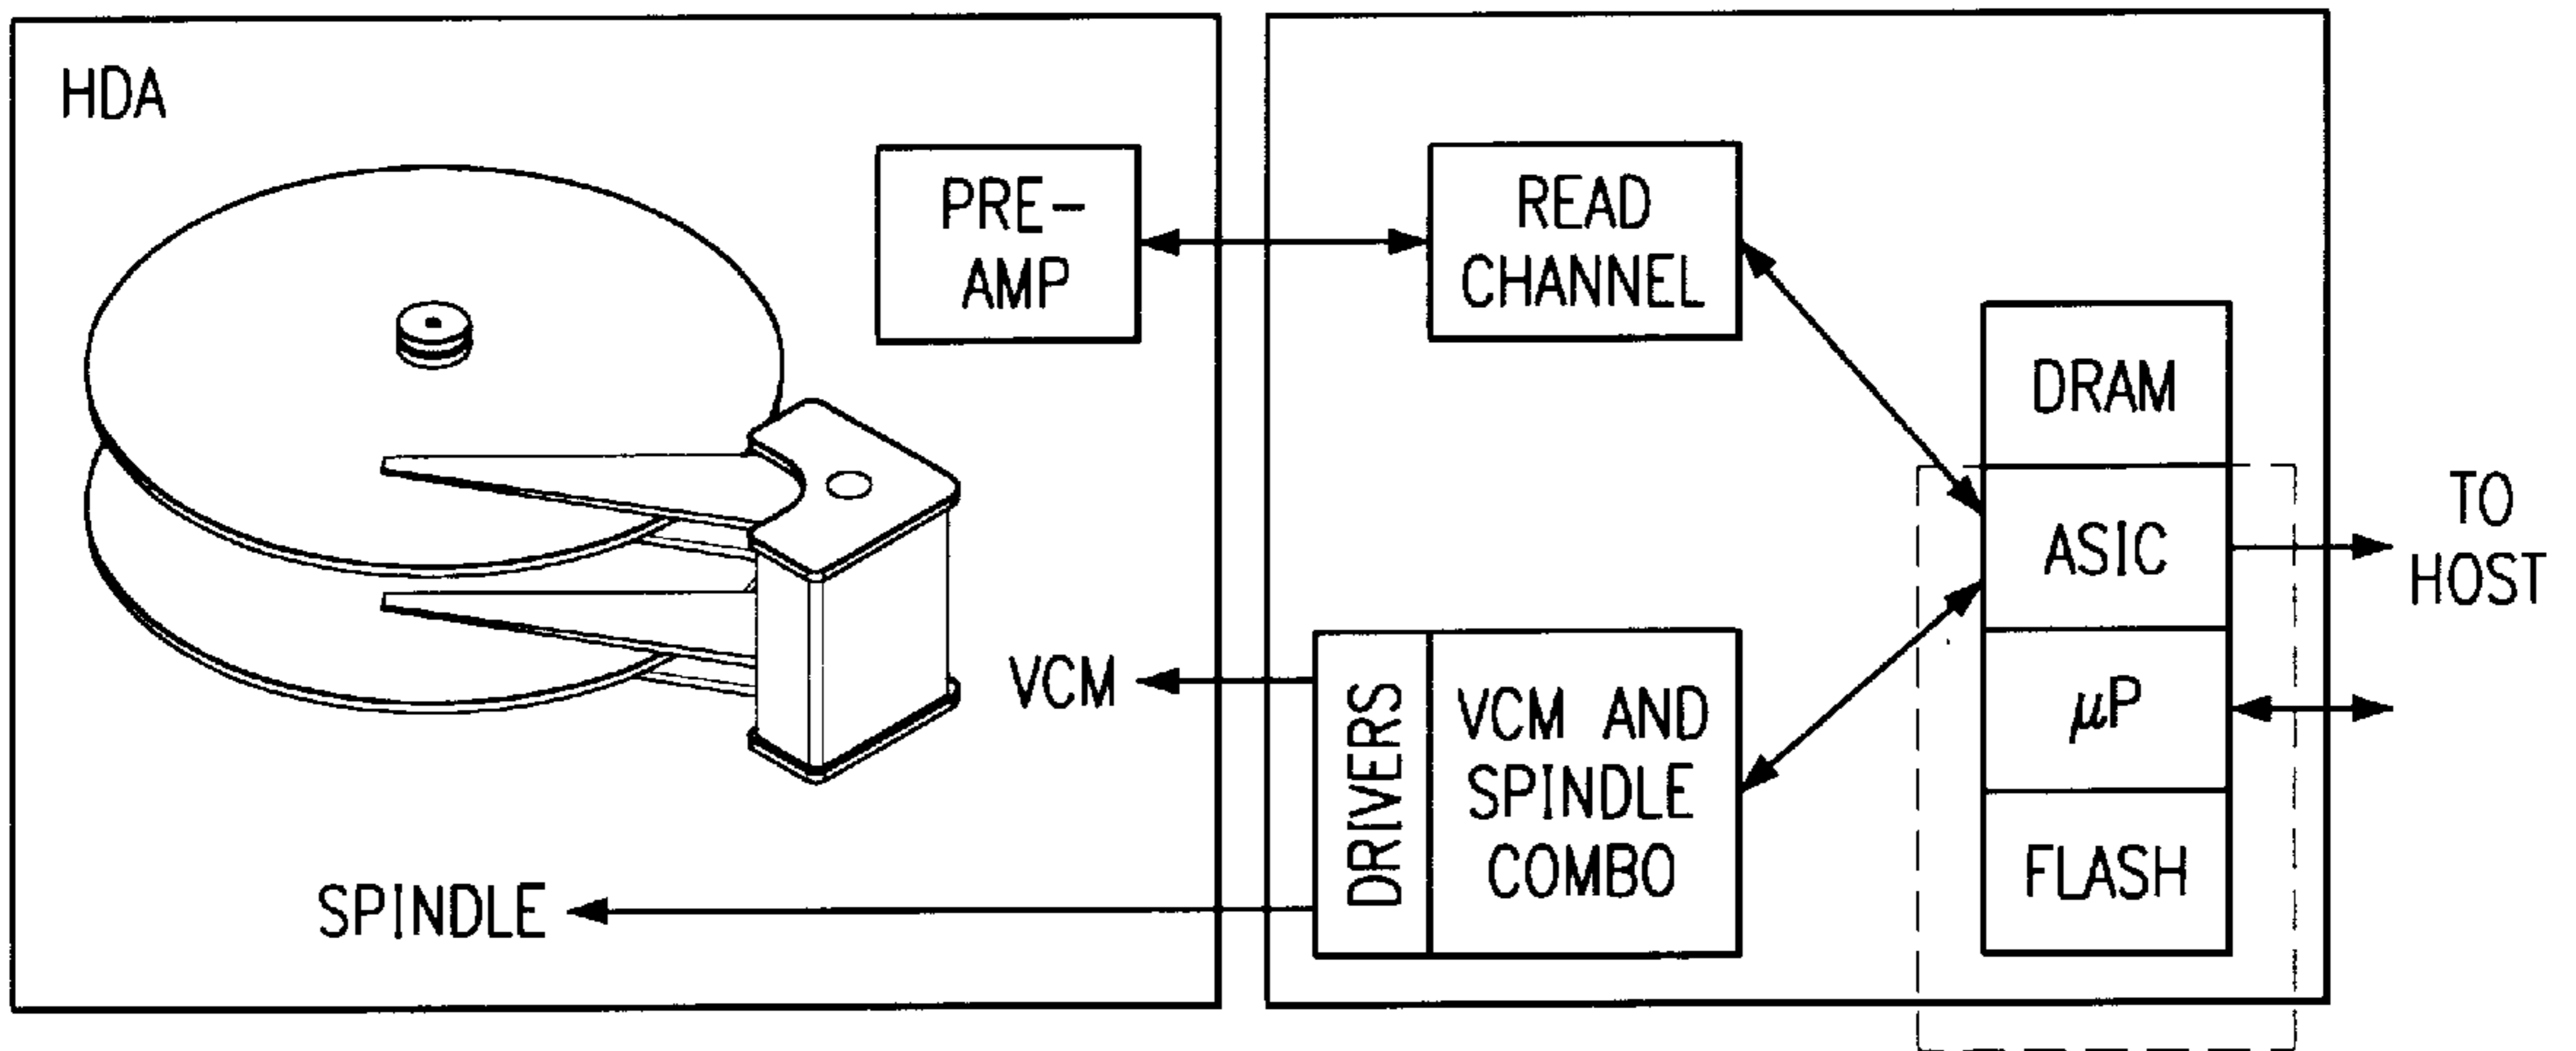 HDA
PRE-
AMP
READ
CHANNEL
DRAM
ASIC
μP
FLASH
TO
HOST
VCM
DRIVERS
VCM AND
SPINDLE
COMBO
SPINDLE